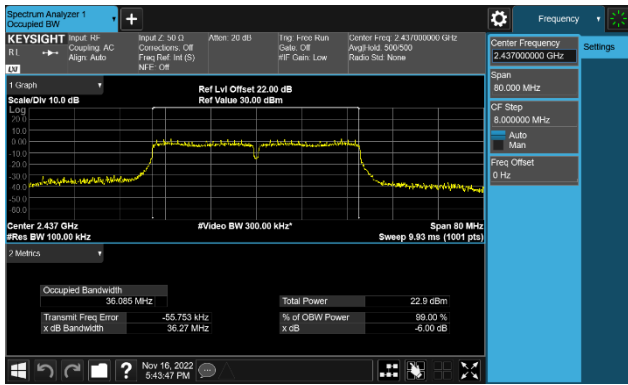 Spectrum Analyzer 1
Occupied BW
+
Frequency
KEYSIGHT
RL
Input: RF
Coupling: AC
Align: Auto
Input Z: 50 Ω
Corrections: Off
Freq Ref: Int (S)
NFE: Off
Atten: 20 dB
Trig: Free Run
Gate: Off
#IF Gain: Low
Center Freq: 2.437000000 GHz
Avg|Hold: 500/500
Radio Std: None
LXI
Center Frequency
2.437000000 GHz
Settings
Span
80.000 MHz
CF Step
8.000000 MHz
Auto
Man
Freq Offset
0 Hz
1 Graph
Scale/Div 10.0 dB
Ref Lvl Offset 22.00 dB
Ref Value 30.00 dBm
Log
20.0
10.0
0.00
-10.0
-20.0
-30.0
-40.0
-50.0
-60.0
Center 2.437 GHz
#Video BW 300.00 kHz*
Span 80 MHz
#Res BW 100.00 kHz
Sweep 9.93 ms (1001 pts)
2 Metrics
Occupied Bandwidth
36.085 MHz
Total Power
22.9 dBm
Transmit Freq Error
-55.753 kHz
% of OBW Power
99.00 %
x dB Bandwidth
36.27 MHz
x dB
-6.00 dB
?
Nov 16, 2022
5:43:47 PM